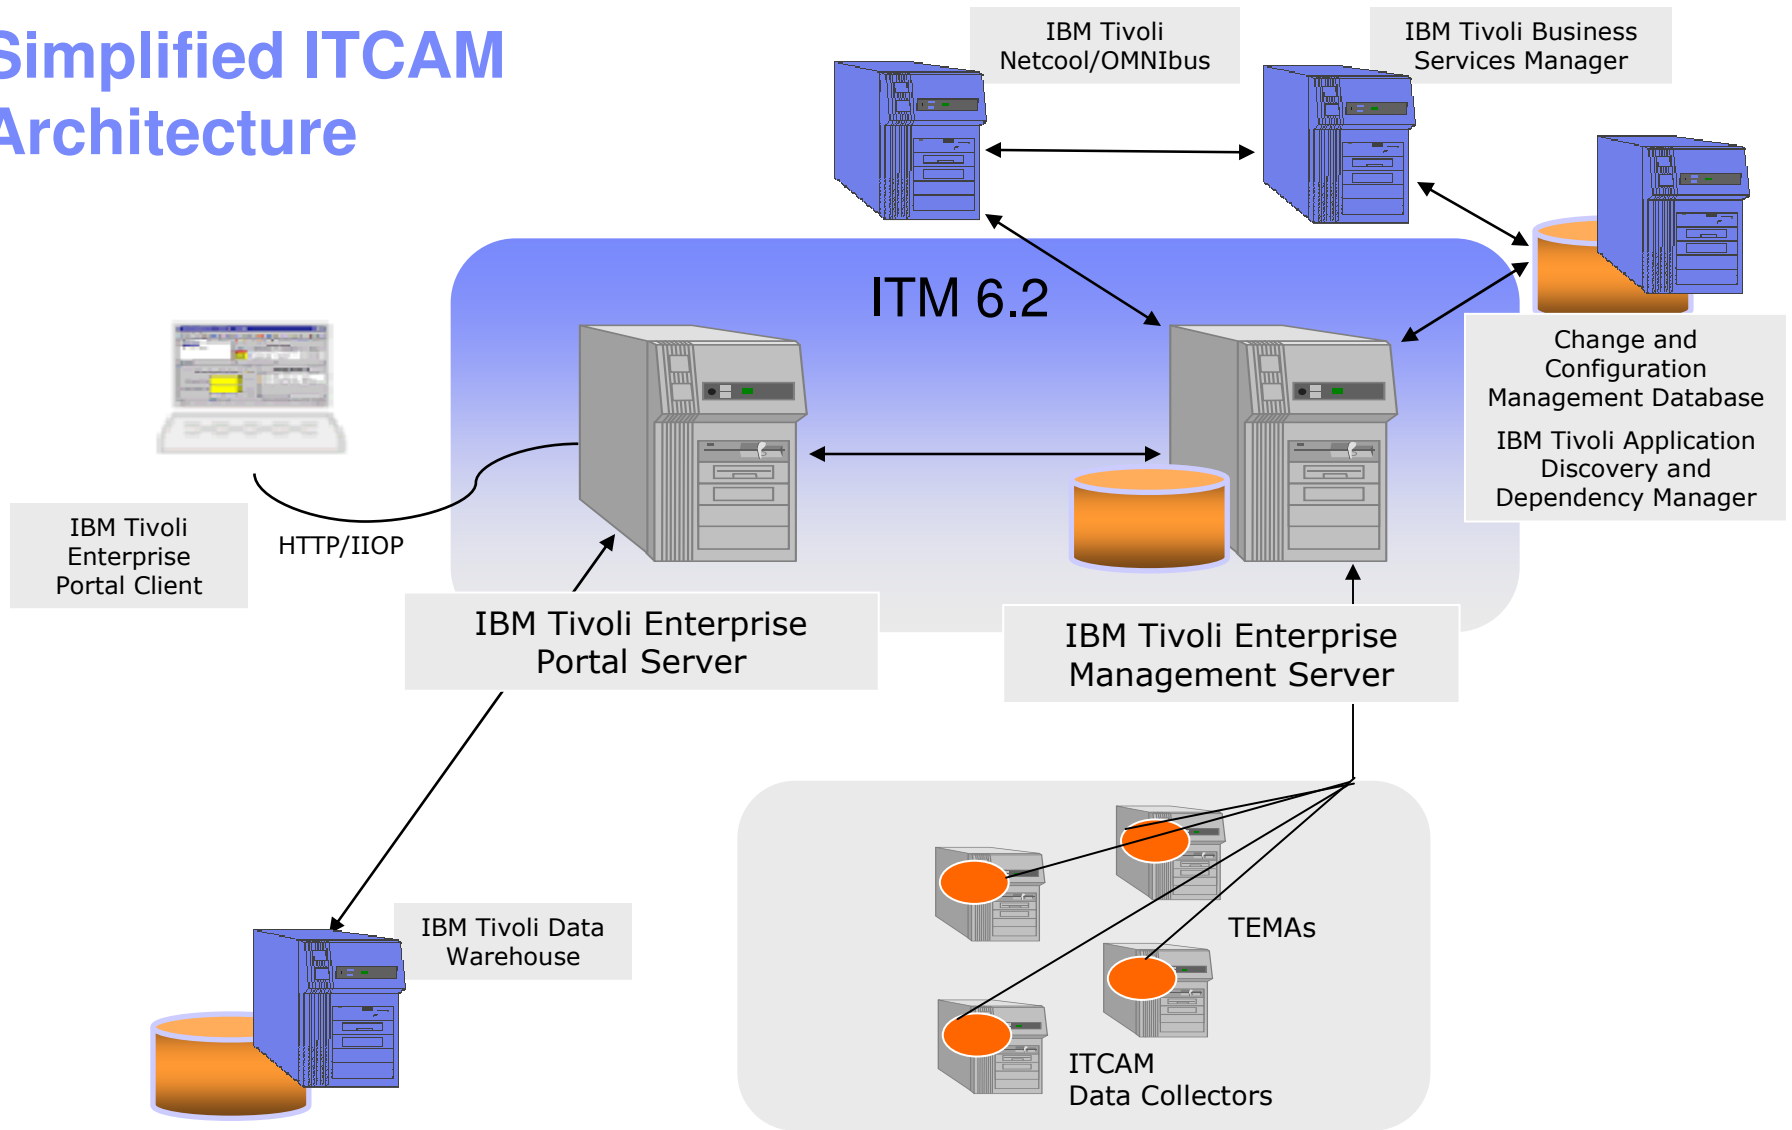 Simplified ITCAM
Architecture
IBM Tivoli
Netcool/OMNIbus
IBM Tivoli Business
Services Manager
ITM 6.2
Change and
Configuration
Management Database
IBM Tivoli Application
Discovery and
Dependency Manager
IBM Tivoli
Enterprise
Portal Client
HTTP/IIOP
IBM Tivoli Enterprise
Portal Server
IBM Tivoli Enterprise
Management Server
IBM Tivoli Data
Warehouse
TEMAs
ITCAM
Data Collectors